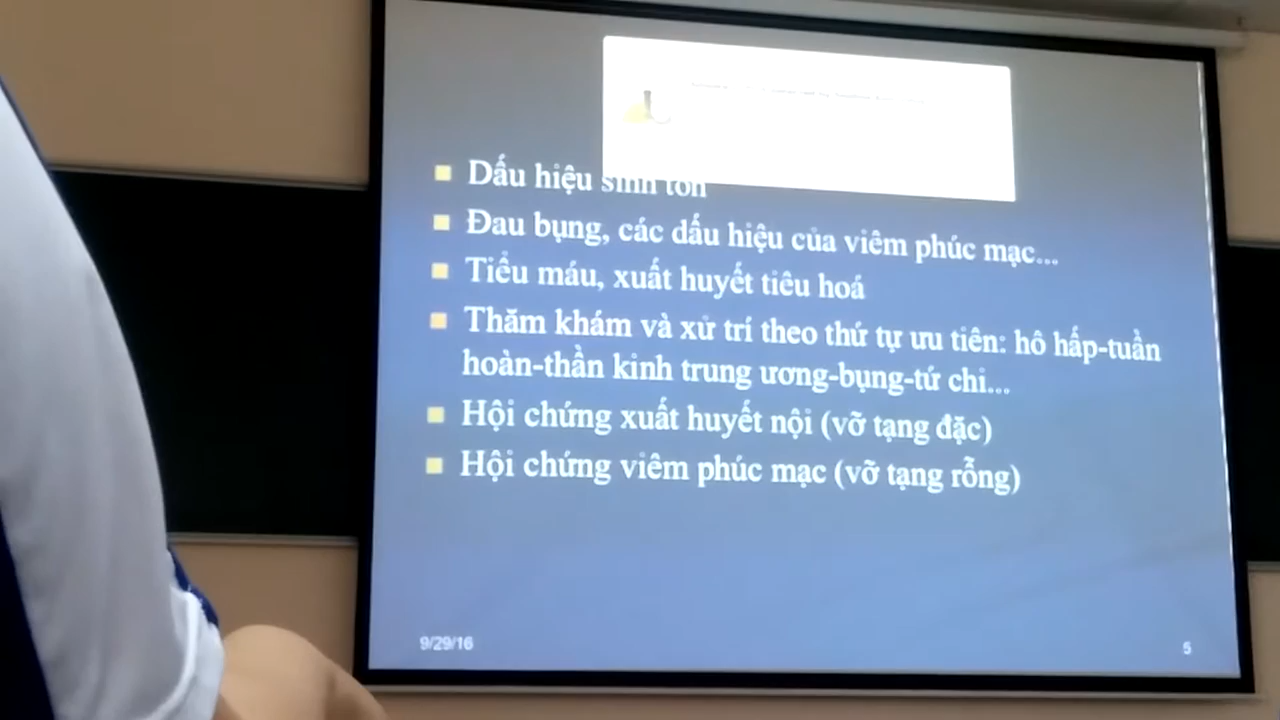 Dấu hiệu sinh tồn
Đau bụng, các dấu hiệu của viêm phúc mạc...
Tiểu máu, xuất huyết tiêu hoá
Thăm khám và xử trí theo thứ tự ưu tiên: hô hấp-tuần
hoàn-thần kinh trung ương-bụng-tứ chi...
Hội chứng xuất huyết nội (vỡ tạng đặc)
Hội chứng viêm phúc mạc (vỡ tạng rỗng)
9/29/16
5